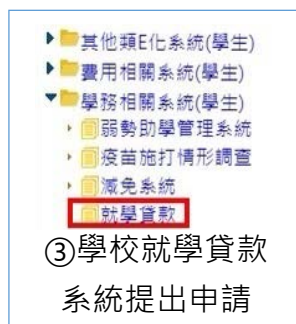 其他類E化系統(學生)
費用相關系統(學生)
學務相關系統(學生)
弱勢助學管理系統
疫苗施打情形調查
減免系統
就學貸款
③學校就學貸款
系統提出申請